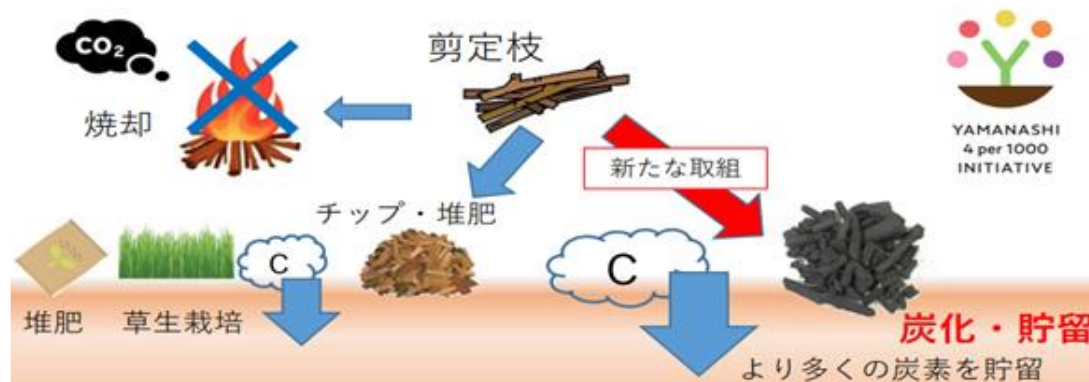 CO₂
剪定枝
焼却
新たな取組
YAMANASHI
4 per 1000
INITIATIVE
チップ・堆肥
C
C
堆肥
草生栽培
炭化・貯留
より多くの炭素を貯留